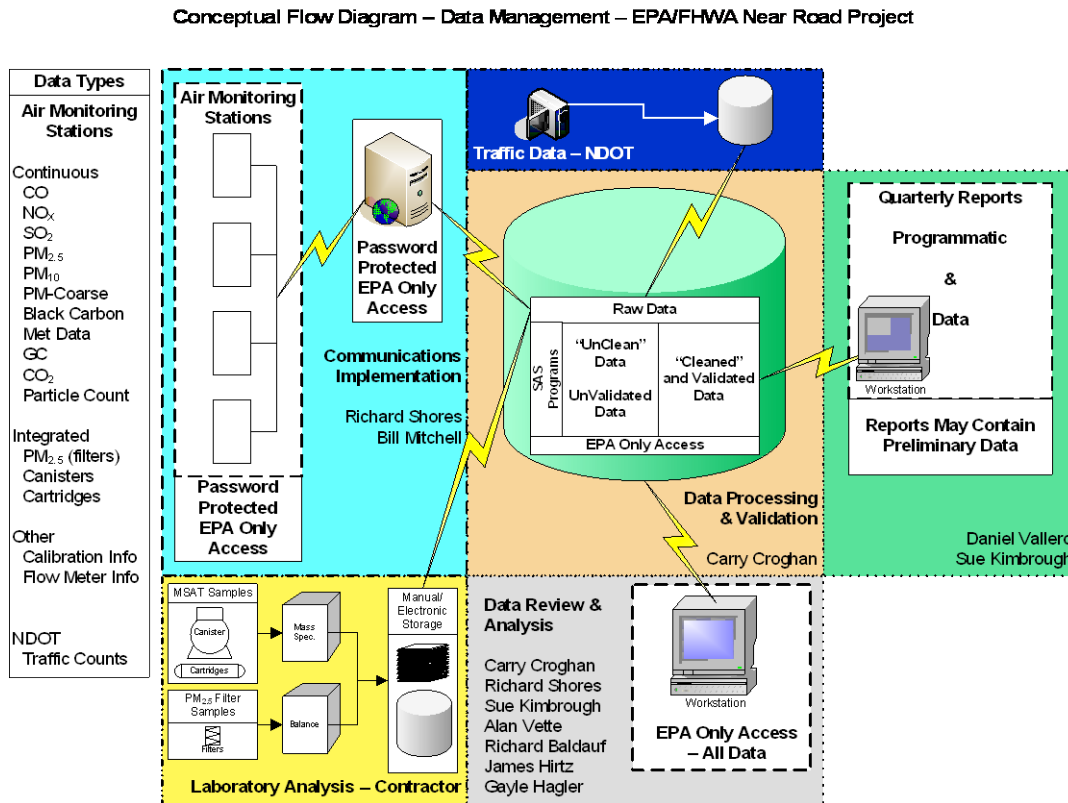 Conceptual Flow Diagram – Data Management – EPA/FHWA Near Road Project
Data Types
Air Monitoring
Stations
Continuous
CO
NOX
SO2
PM2.5
PM10
PM-Coarse
Black Carbon
Met Data
GC
CO2
Particle Count
Integrated
PM2.5 (filters)
Canisters
Cartridges
Other
Calibration Info
Flow Meter Info
NDOT
Traffic Counts
Air Monitoring
Stations
Password
Protected
EPA Only
Access
Password
Protected
EPA Only
Access
Communications
Implementation
Richard Shores
Bill Mitchell
Traffic Data – NDOT
Raw Data
SAS
Programs
“UnClean”
Data
UnValidated
Data
“Cleaned”
and Validated
Data
EPA Only Access
Data Processing
& Validation
Carry Croghan
Quarterly Reports
Programmatic
&
Data
Workstation
Reports May Contain
Preliminary Data
Daniel Vallero
Sue Kimbrough
MSAT Samples
Canister
Cartridges
Mass
Spec.
PM2.5 Filter
Samples
Filters
Balance
Manual/
Electronic
Storage
Laboratory Analysis – Contractor
Data Review &
Analysis
Carry Croghan
Richard Shores
Sue Kimbrough
Alan Vette
Richard Baldauf
James Hirtz
Gayle Hagler
Workstation
EPA Only Access
– All Data